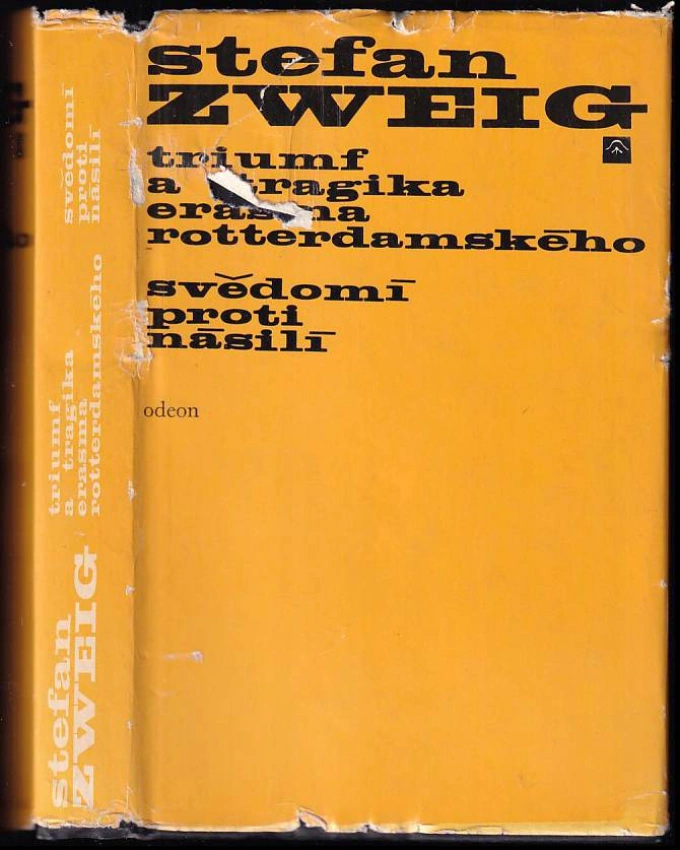 stefan
ZWEIG
triumf
a tragika
erasma
rotterdamského
svědomí
proti
násilí
odeon
stefan
ZWEIG
triumf
a tragika
erasma
rotterdamského
svědomí
proti
násilí